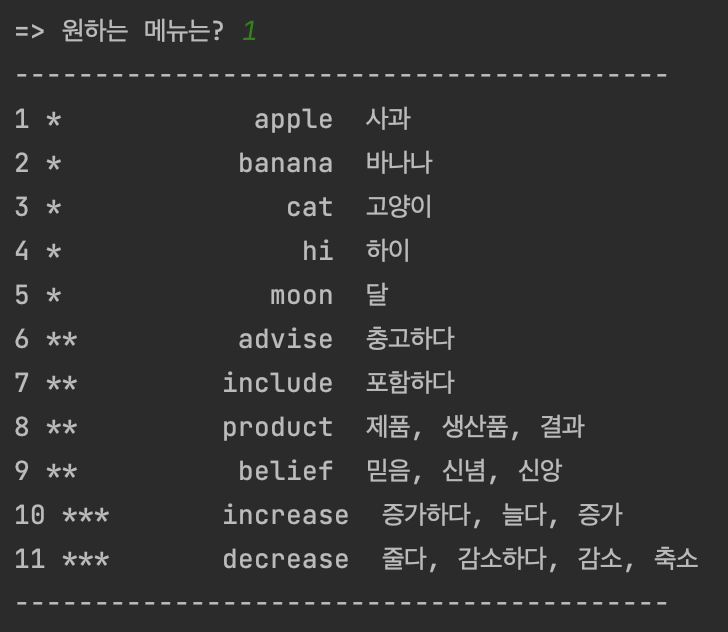 => 원하는 메뉴는? 1
-----------------------------------------
1 * apple 사과
2 * banana 바나나
3 * cat 고양이
4 * hi 하이
5 * moon 달
6 ** advise 충고하다
7 ** include 포함하다
8 ** product 제품, 생산품, 결과
9 ** belief 믿음, 신념, 신앙
10 *** increase 증가하다, 늘다, 증가
11 *** decrease 줄다, 감소하다, 감소, 축소
-----------------------------------------